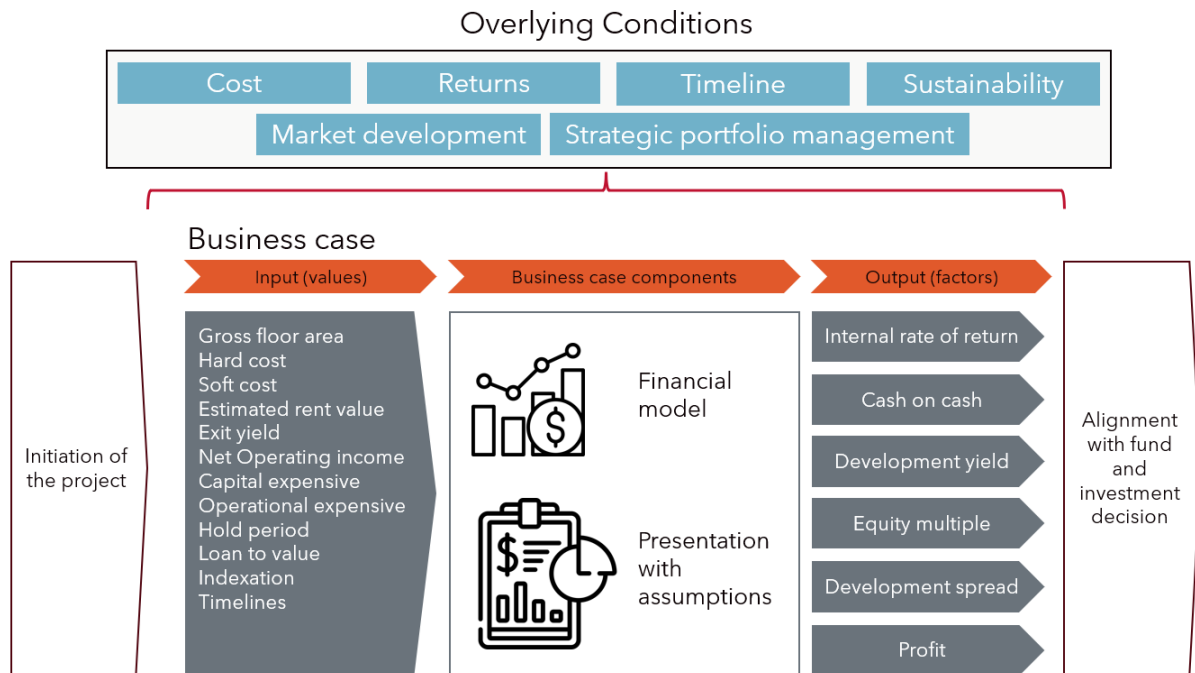 Overlying Conditions
Cost
Returns
Timeline
Sustainability
Market development
Strategic portfolio management
Business case
Input (values)
Business case components
Output (factors)
Initiation of
the project
Gross floor area
Hard cost
Soft cost
Estimated rent value
Exit yield
Net Operating income
Capital expensive
Operational expensive
Hold period
Loan to value
Indexation
Timelines
$
Financial
model
$
Presentation
with
assumptions
Internal rate of return
Cash on cash
Development yield
Equity multiple
Development spread
Profit
Alignment
with fund
and
investment
decision